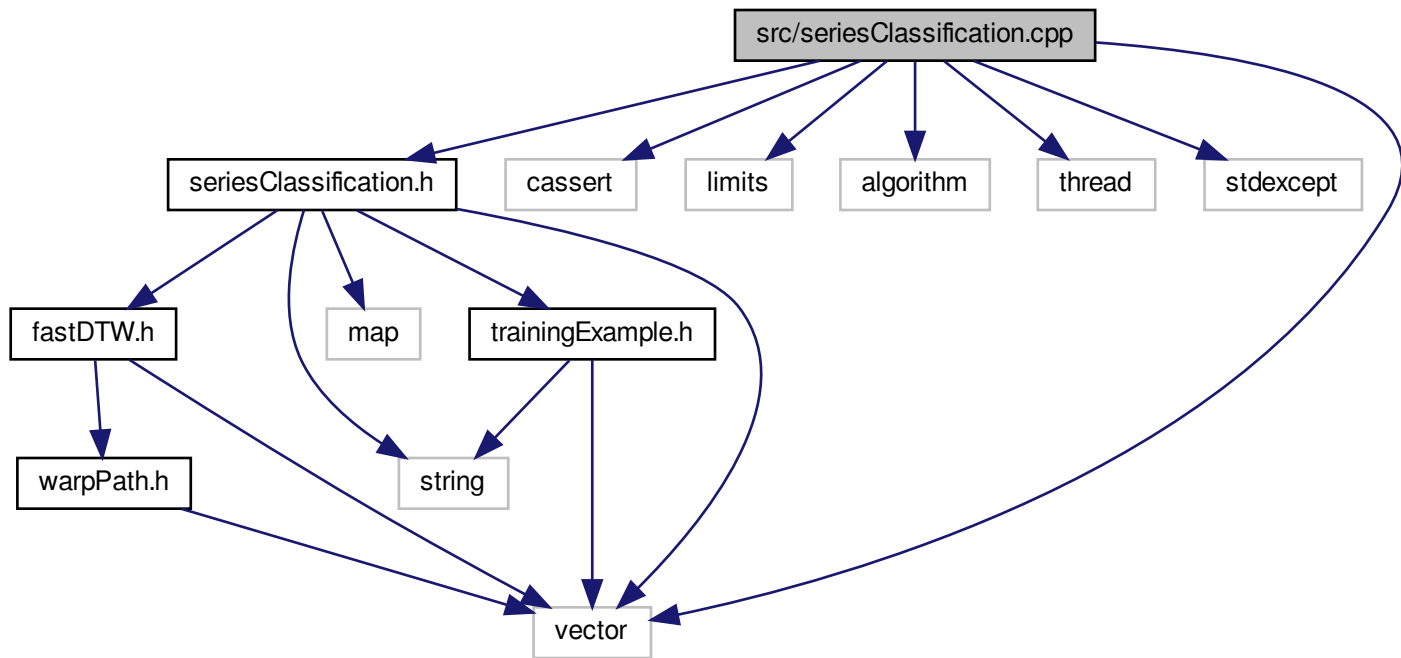 src/seriesClassification.cpp
seriesClassification.h
cassert
limits
algorithm
thread
stdexcept
fastDTW.h
map
trainingExample.h
warpPath.h
string
vector